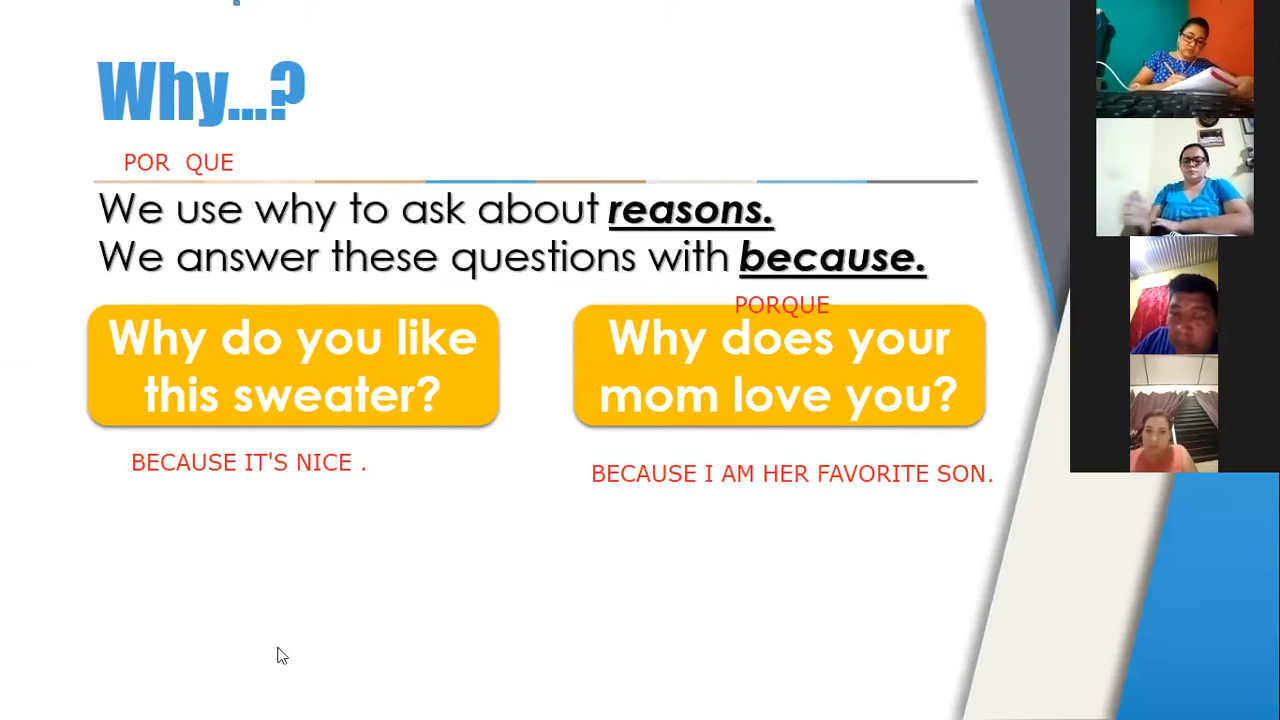 Why...?
POR QUE
We use why to ask about reasons.
We answer these questions with because.
PORQUE
Why do you like
this sweater?
Why does your
mom love you?
BECAUSE IT'S NICE .
BECAUSE I AM HER FAVORITE SON.